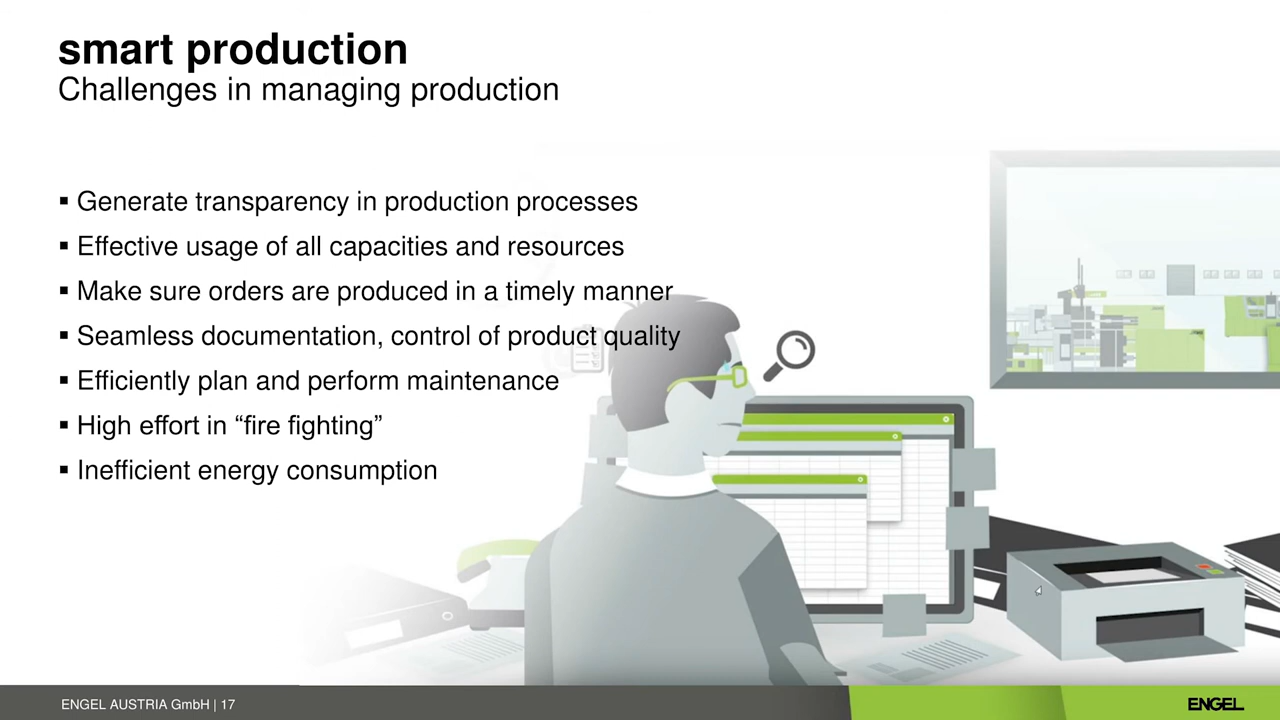 smart production
Challenges in managing production
▪ Generate transparency in production processes
▪ Effective usage of all capacities and resources
▪ Make sure orders are produced in a timely manner
▪ Seamless documentation, control of product quality
▪ Efficiently plan and perform maintenance
▪ High effort in “fire fighting”
▪ Inefficient energy consumption
ENGEL AUSTRIA GmbH | 17
ENGEL